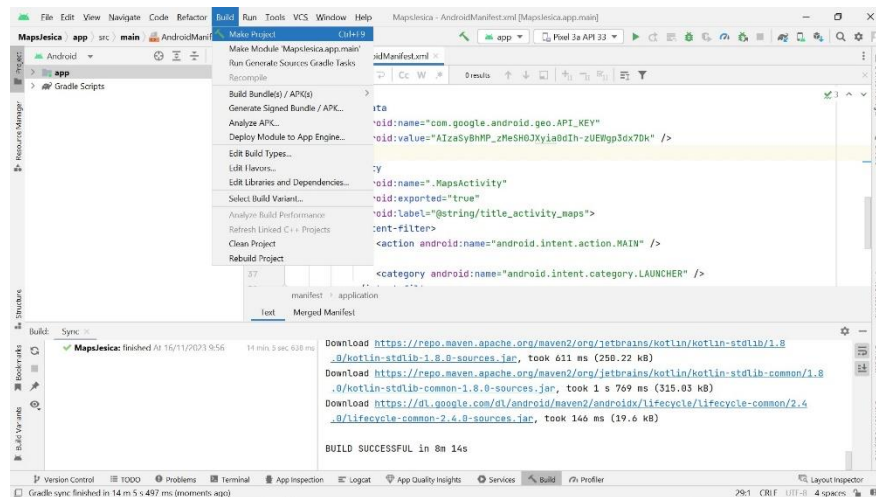 File Edit View Navigate Code Refactor Build Run Tools VCS Window Help MapsJesica - AndroidManifest.xml [MapsJesica.app.main]
MapsJesica app src main AndroidManif
app Pixel 3a API 33
Make Project Ctrl+F9
Make Module 'MapsJesica.app.main'
Run Generate Sources Gradle Tasks
Recompile
Build Bundle(s) / APK(s)
Generate Signed Bundle / APK...
Analyze APK...
Deploy Module to App Engine...
Edit Build Types...
Edit Flavors...
Edit Libraries and Dependencies...
Select Build Variant...
Analyze Build Performance
Refresh Linked C++ Projects
Clean Project
Rebuild Project
Project
Resource Manager
Structure
Bookmarks
Build Variants
Android
app
Gradle Scripts
oidManifest.xml
Cc W 0 results
3
ata
oid:name="com.google.android.geo.API_KEY"
oid:value="AIzaSyBhMP_zMeSH0JXyia0dIh-zUEWgp3dx7Dk" />
ty
oid:name=".MapsActivity"
oid:exported="true"
oid:label="@string/title_activity_maps">
tent-filter>
<action android:name="android.intent.action.MAIN" />
37 <category android:name="android.intent.category.LAUNCHER" />
manifest application
Text Merged Manifest
Build: Sync
MapsJesica: finished At 16/11/2023 9:56 14 min, 5 sec, 638 ms
Download https://repo.maven.apache.org/maven2/org/jetbrains/kotlin/kotlin-stdlib/1.8
.0/kotlin-stdlib-1.8.0-sources.jar, took 611 ms (250.22 kB)
Download https://repo.maven.apache.org/maven2/org/jetbrains/kotlin/kotlin-stdlib-common/1.8
.0/kotlin-stdlib-common-1.8.0-sources.jar, took 1 s 769 ms (315.03 kB)
Download https://dl.google.com/dl/android/maven2/androidx/lifecycle/lifecycle-common/2.4
.0/lifecycle-common-2.4.0-sources.jar, took 146 ms (19.6 kB)
BUILD SUCCESSFUL in 8m 14s
Version Control TODO Problems Terminal App Inspection Logcat App Quality Insights Services Build Profiler Layout Inspector
Gradle sync finished in 14 m 5 s 497 ms (moments ago) 29:1 CRLF UTF-8 4 spaces